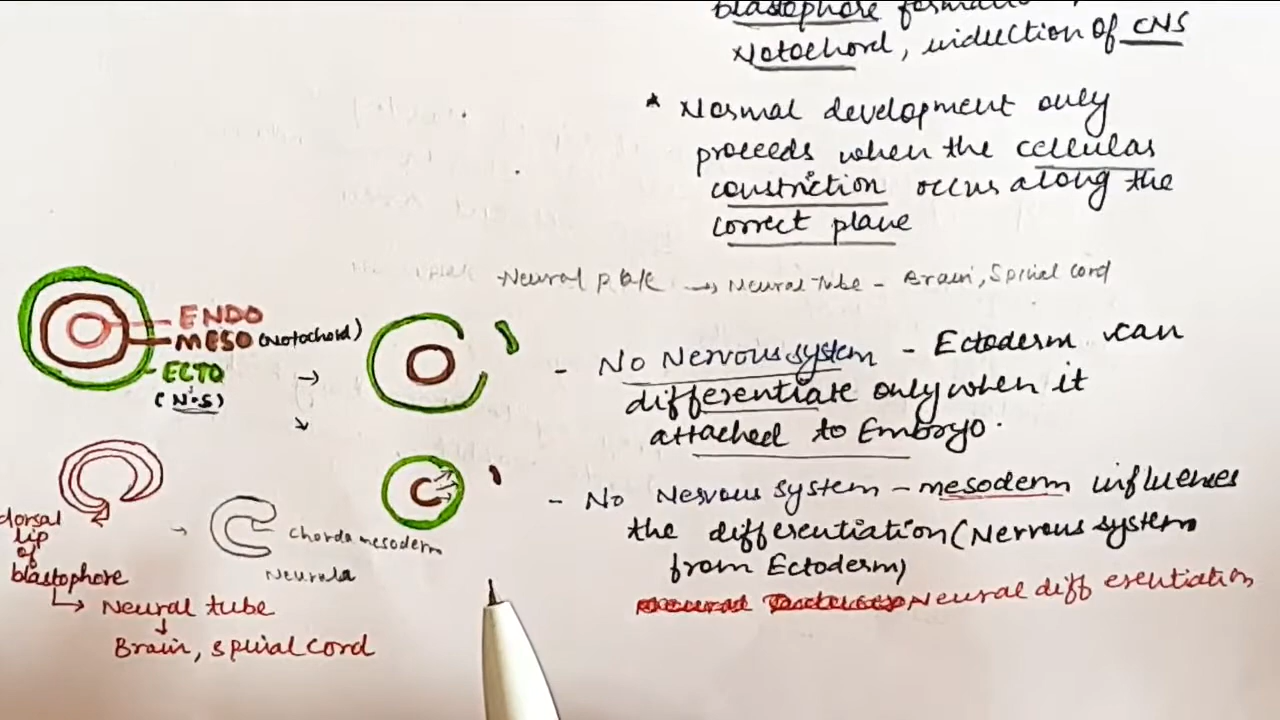 blastophore formatio
Notochord, induction of CNS
* Normal development only
proceeds when the cellular
constriction occurs along the
correct plane
Neural plate → Neural tube - Brain, Spinal cord
ENDO
MESO (notochord)
ECTO
(N.S)
→
- No Nervous system - Ectoderm can
differentiate only when it
attached to Embryo.
- No Nervous system - mesoderm influences
the differentiation (Nervous system
from Ectoderm)
Neural differentiation
dorsal
lip
of
blastophore
→ Neural tube
↓
Brain, spinal cord
→
Chorda mesoderm
Neurula